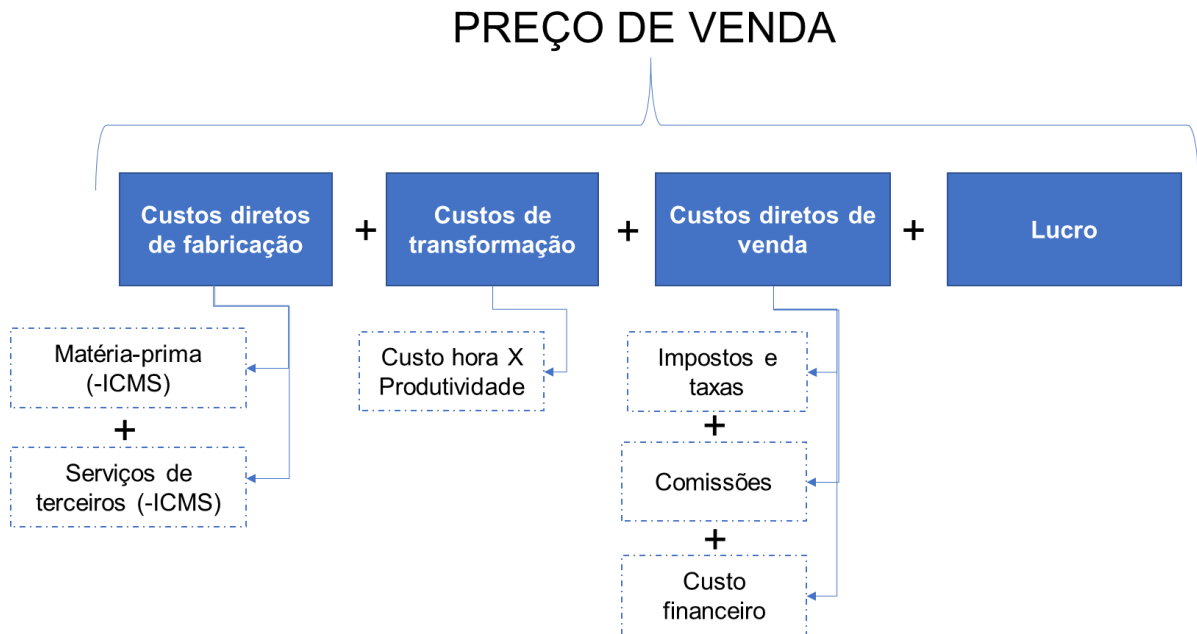 PREÇO DE VENDA
Custos diretos
de fabricação
+
Custos de
transformação
+
Custos diretos de
venda
+
Lucro
Matéria-prima
(-ICMS)
+
Serviços de
terceiros (-ICMS)
Custo hora X
Produtividade
Impostos e
taxas
+
Comissões
+
Custo
financeiro